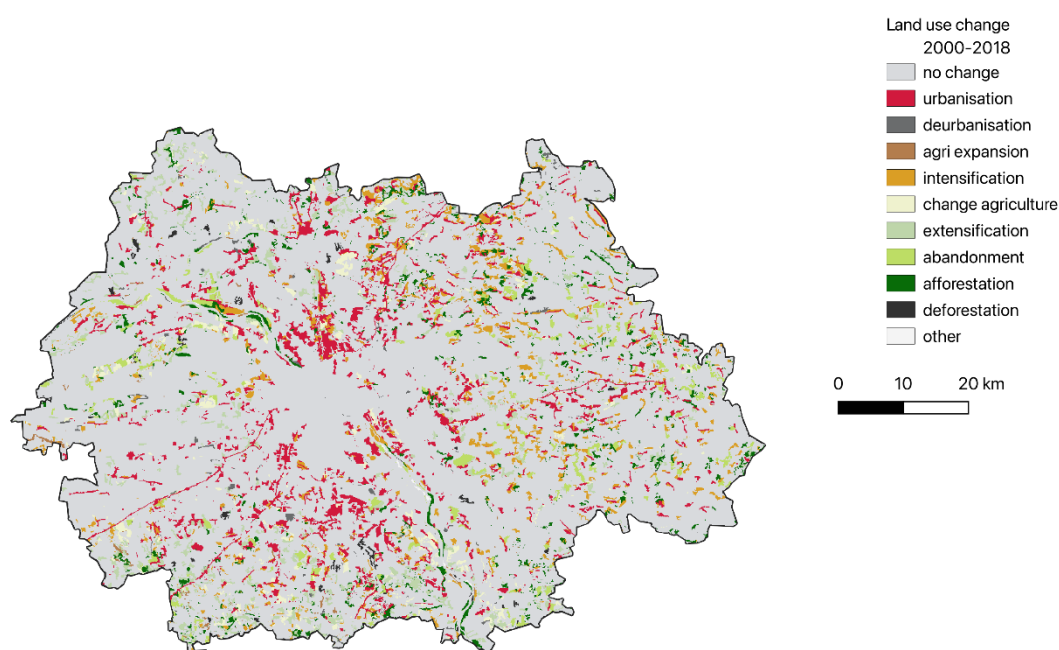 Land use change
2000-2018
no change
urbanisation
deurbanisation
agri expansion
intensification
change agriculture
extensification
abandonment
afforestation
deforestation
other
0 10 20 km